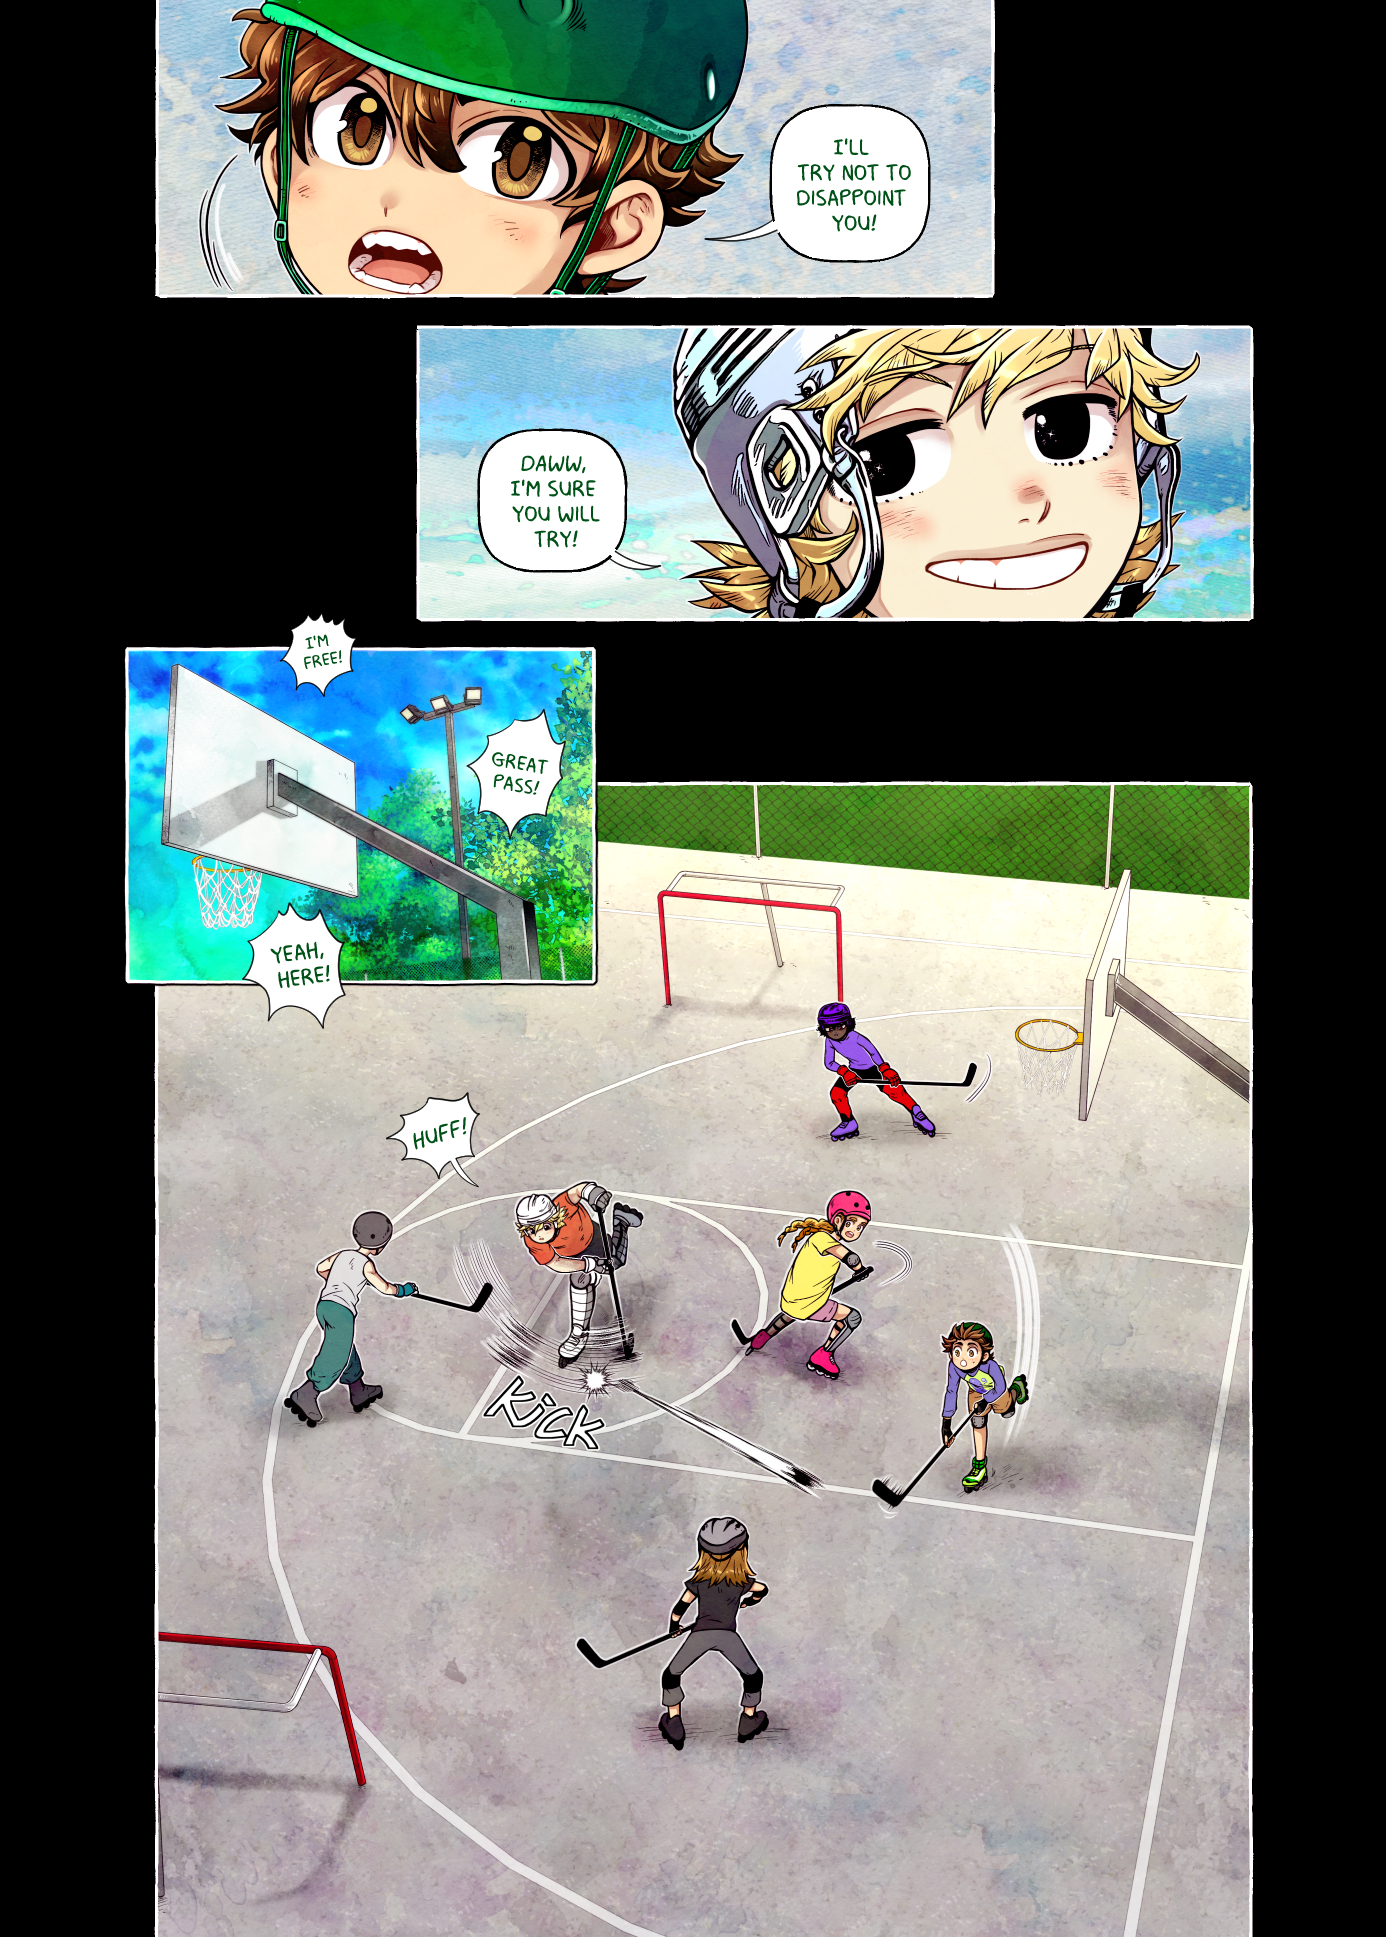 I'LL
TRY NOT TO
DISAPPOINT
YOU!
DAWW,
I'M SURE
YOU WILL
TRY!
I'M
FREE!
GREAT
PASS!
YEAH,
HERE!
HUFF!
KICK